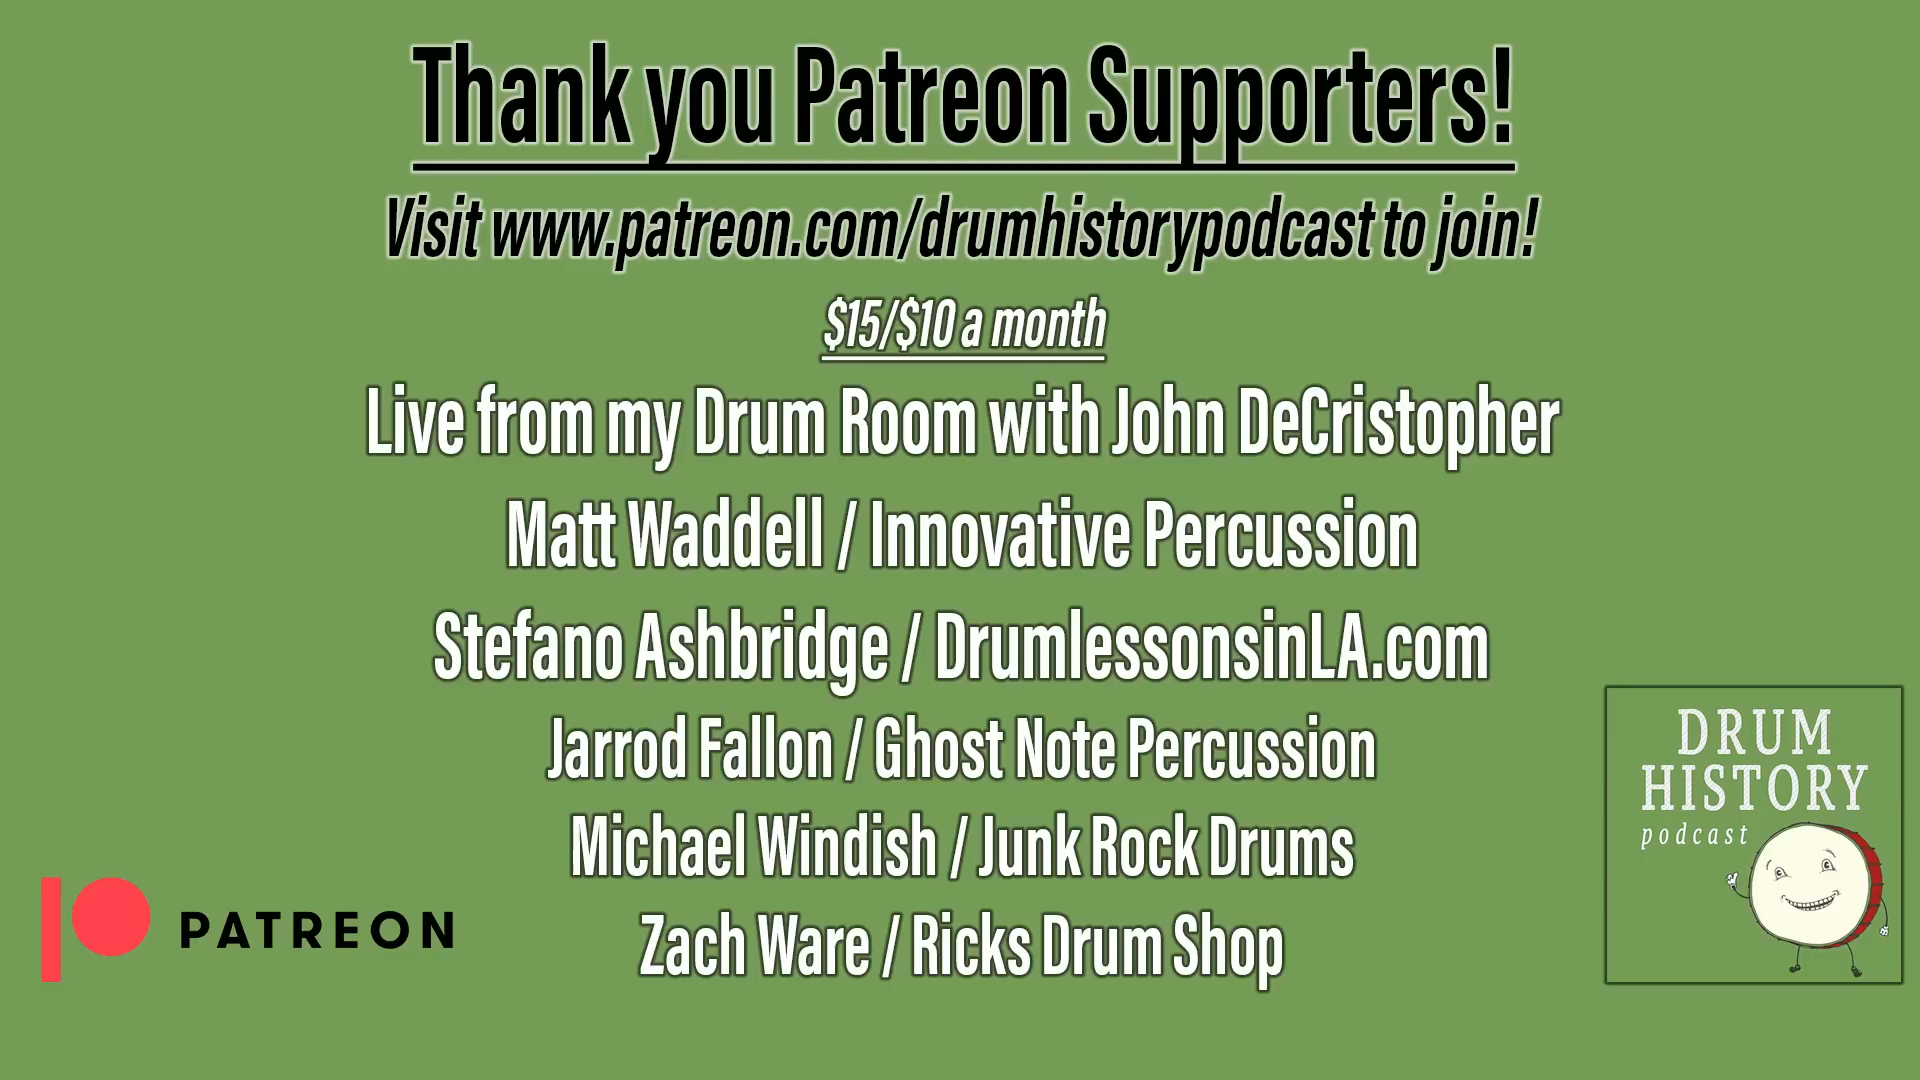 Thank you Patreon Supporters!
Visit www.patreon.com/drumhistorypodcast to join!
$15/$10 a month
Live from my Drum Room with John DeCristopher
Matt Waddell / Innovative Percussion
Stefano Ashbridge / DrumlessonsinLA.com
Jarrod Fallon / Ghost Note Percussion
Michael Windish / Junk Rock Drums
Zach Ware / Ricks Drum Shop
PATREON
DRUM
HISTORY
podcast